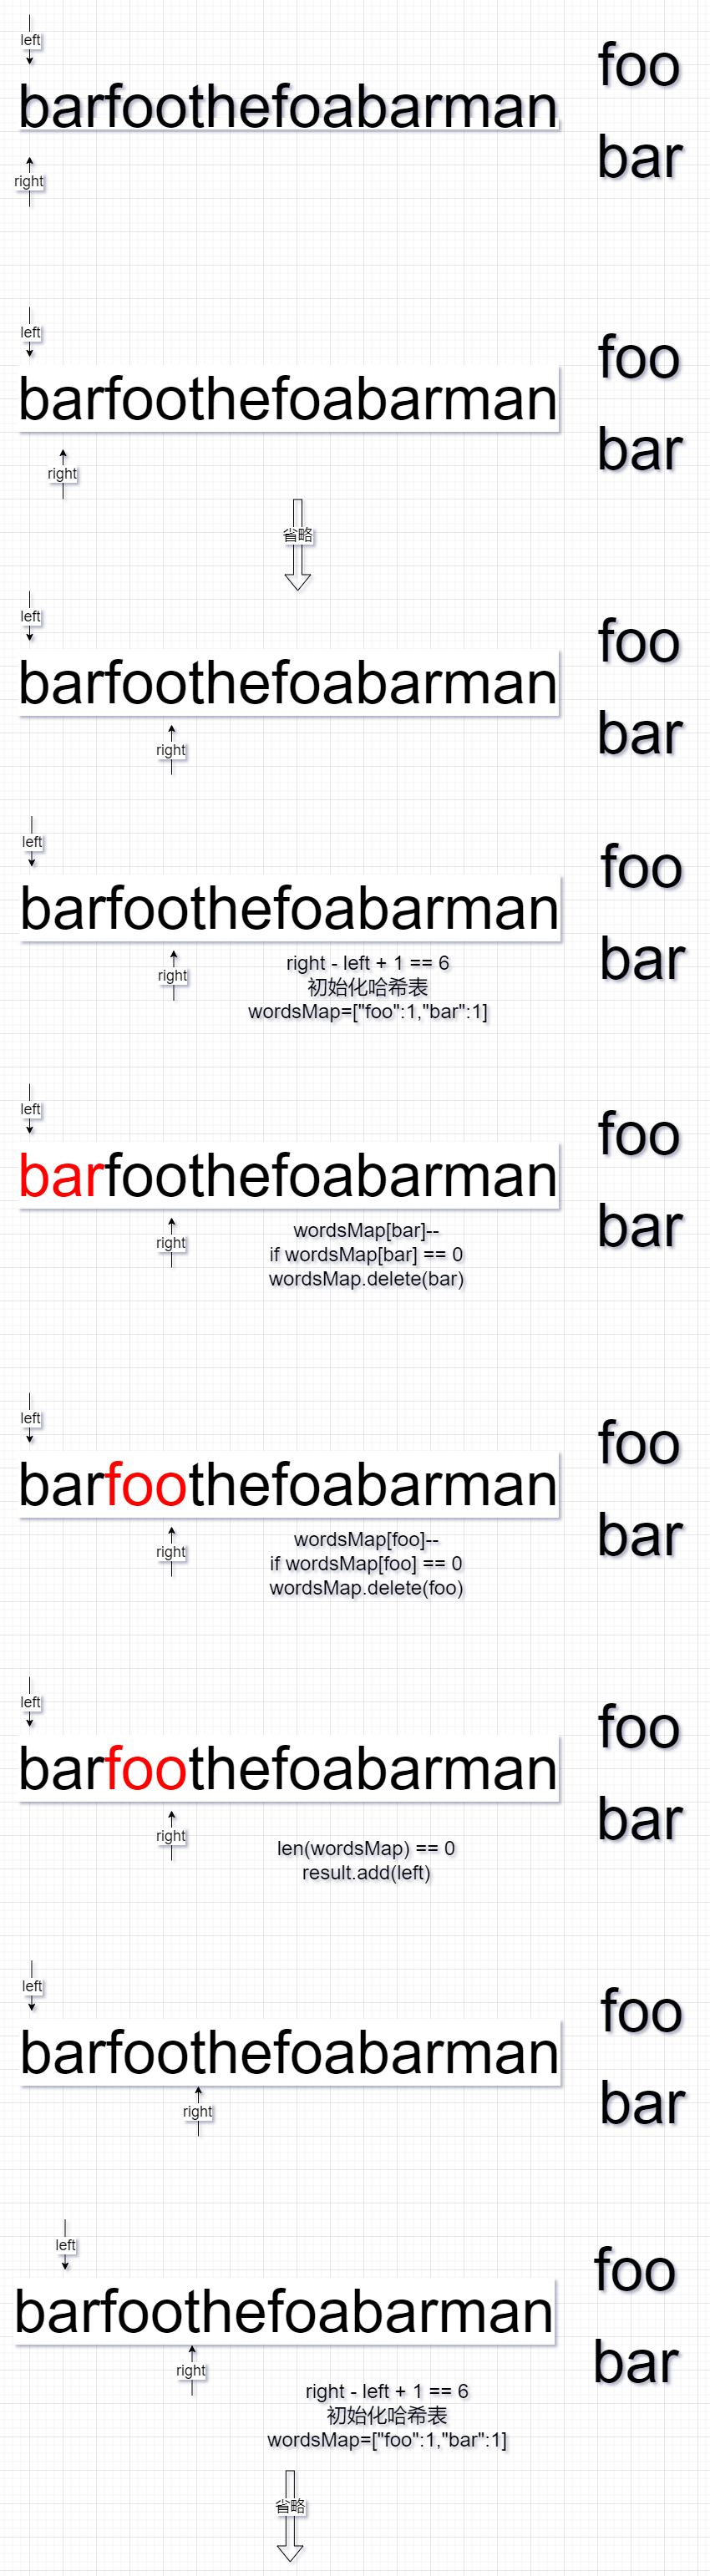 left
foo
barfoothefoabarman
bar
right
left
foo
barfoothefoabarman
bar
right
省略
left
foo
barfoothefoabarman
bar
right
left
foo
barfoothefoabarman
bar
right
right - left + 1 == 6
初始化哈希表
wordsMap=["foo":1,"bar":1]
left
foo
barfoothefoabarman
bar
right
wordsMap[bar]--
if wordsMap[bar] == 0
wordsMap.delete(bar)
left
foo
barfoothefoabarman
bar
right
wordsMap[foo]--
if wordsMap[foo] == 0
wordsMap.delete(foo)
left
foo
barfoothefoabarman
bar
right
len(wordsMap) == 0
result.add(left)
left
foo
barfoothefoabarman
bar
right
left
foo
barfoothefoabarman
bar
right
right - left + 1 == 6
初始化哈希表
wordsMap=["foo":1,"bar":1]
省略